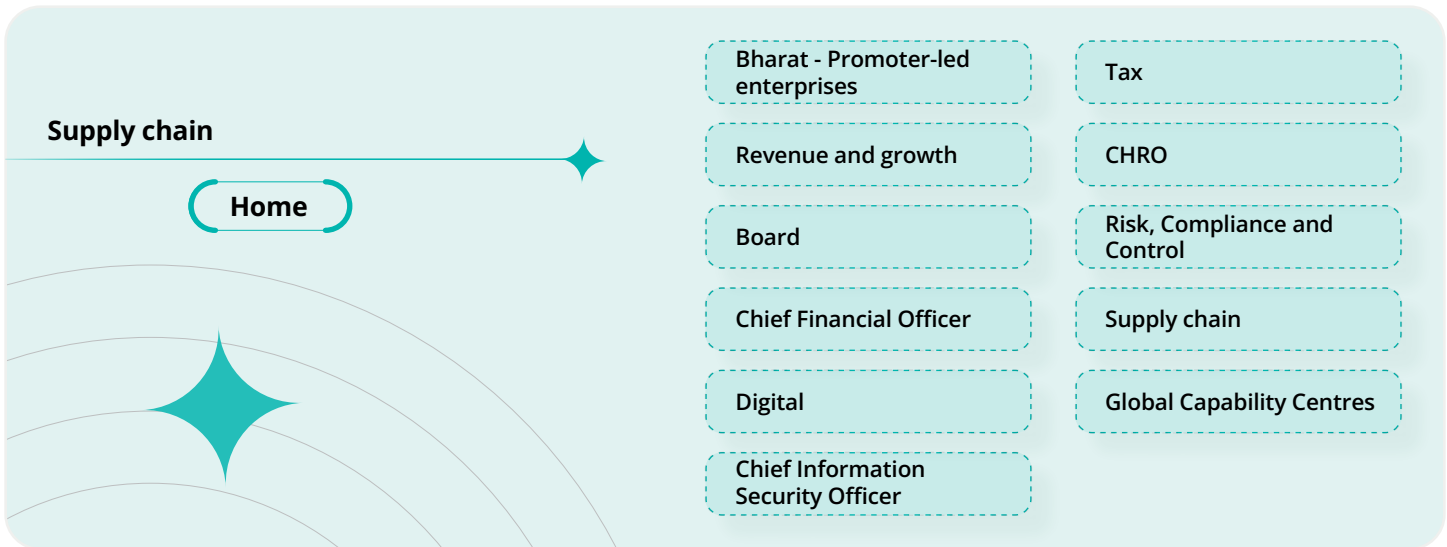 Supply chain
Home
Bharat - Promoter-led
enterprises
Revenue and growth
Board
Chief Financial Officer
Digital
Chief Information
Security Officer
Tax
CHRO
Risk, Compliance and
Control
Supply chain
Global Capability Centres